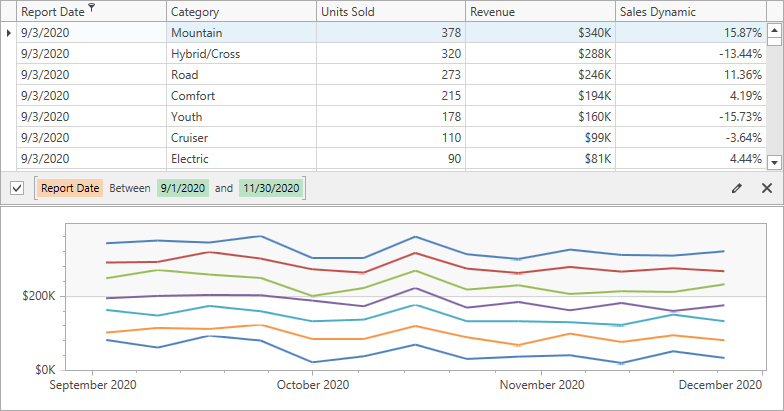 Report Date Category Units Sold Revenue Sales Dynamic
9/3/2020 Mountain 378 $340K 15.87%
9/3/2020 Hybrid/Cross 320 $288K -13.44%
9/3/2020 Road 273 $246K 11.36%
9/3/2020 Comfort 215 $194K 4.19%
9/3/2020 Youth 178 $160K -15.73%
9/3/2020 Cruiser 110 $99K -3.64%
9/3/2020 Electric 90 $81K 4.44%
Report Date Between 9/1/2020 and 11/30/2020
$200K
$0K
September 2020 October 2020 November 2020 December 2020